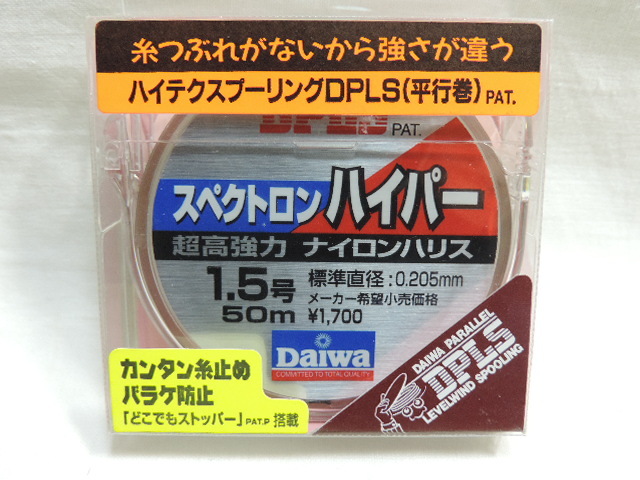 糸つぶれがないから強さが違う
ハイテクスプーリングDPLS(平行巻) PAT.
DPLS PAT.
スペクトロン ハイパー
超高強力 ナイロンハリス
1.5号 標準直径:0.205mm
50m メーカー希望小売価格
¥1,700
Daiwa
COMMITTED TO TOTAL QUALITY
カンタン糸止め
バラケ防止
「どこでもストッパー」PAT.P 搭載
DAIWA PARALLEL
DPLS
LEVELWIND SPOOLING